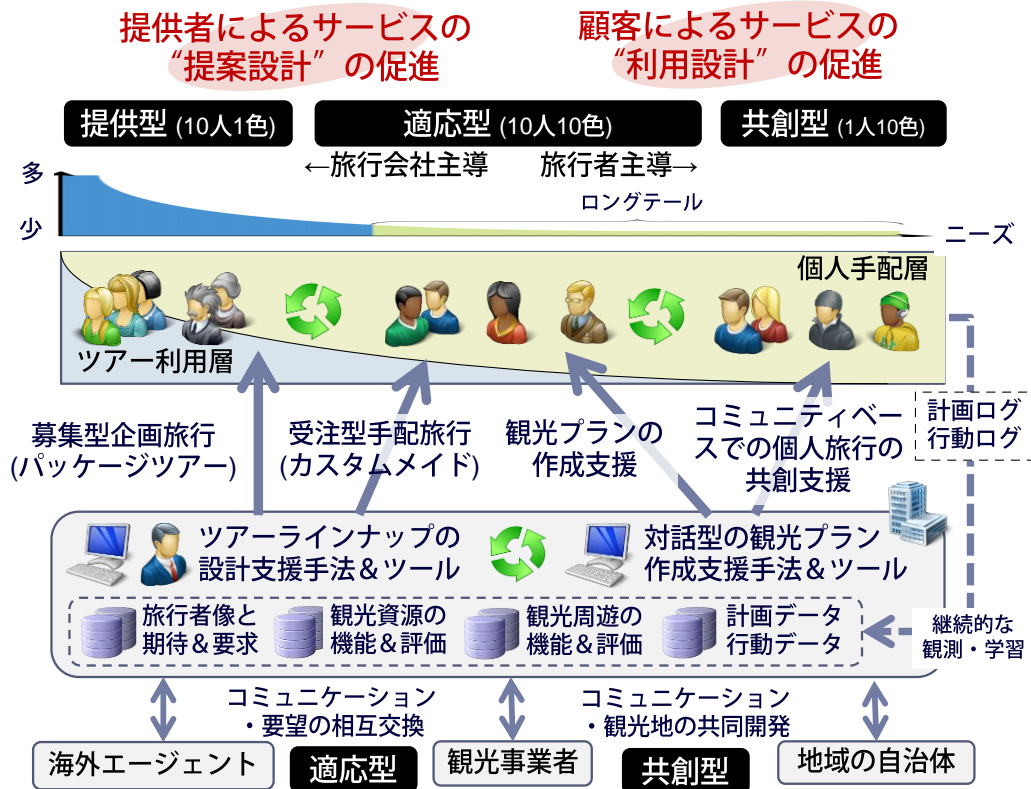 提供者によるサービスの
“提案設計”の促進
顧客によるサービスの
“利用設計”の促進
提供型 (10人1色)
適応型 (10人10色)
共創型 (1人10色)
←旅行会社主導
旅行者主導→
多
少
ロングテール
ニーズ
個人手配層
ツアー利用層
募集型企画旅行
(パッケージツアー)
受注型手配旅行
(カスタムメイド)
観光プランの
作成支援
コミュニティベー
スでの個人旅行の
共創支援
計画ログ
行動ログ
ツアーラインナップの
設計支援手法＆ツール
対話型の観光プラン
作成支援手法＆ツール
旅行者像と
期待＆要求
観光資源の
機能＆評価
観光周遊の
機能＆評価
計画データ
行動データ
継続的な
観測・学習
コミュニケーション
・要望の相互交換
コミュニケーション
・観光地の共同開発
海外エージェント
適応型
観光事業者
共創型
地域の自治体